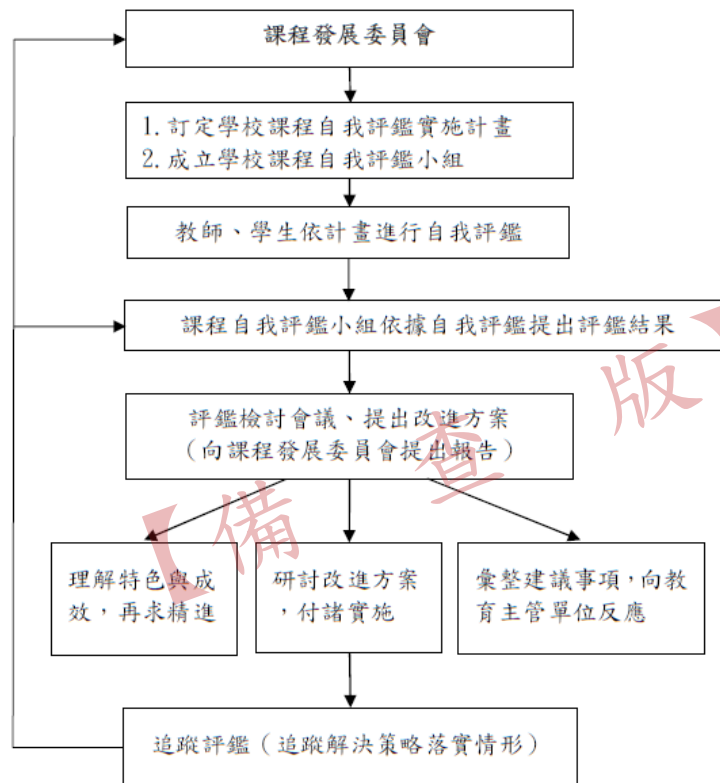 課程發展委員會
1. 訂定學校課程自我評鑑實施計畫
2. 成立學校課程自我評鑑小組
教師、學生依計畫進行自我評鑑
課程自我評鑑小組依據自我評鑑提出評鑑結果
評鑑檢討會議、提出改進方案
（向課程發展委員會提出報告）
理解特色與成
效，再求精進
研討改進方案
，付諸實施
彙整建議事項，向教
育主管單位反應
追蹤評鑑（追蹤解決策略落實情形）
【備查版】